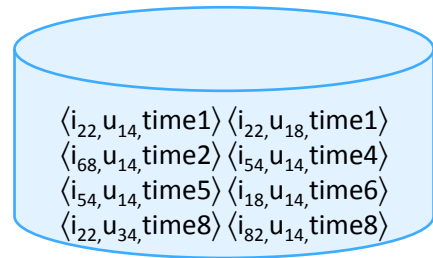 ⟨i22,u14,time1⟩ ⟨i22,u18,time1⟩
⟨i68,u14,time2⟩ ⟨i54,u14,time4⟩
⟨i54,u14,time5⟩ ⟨i18,u14,time6⟩
⟨i22,u34,time8⟩ ⟨i82,u14,time8⟩